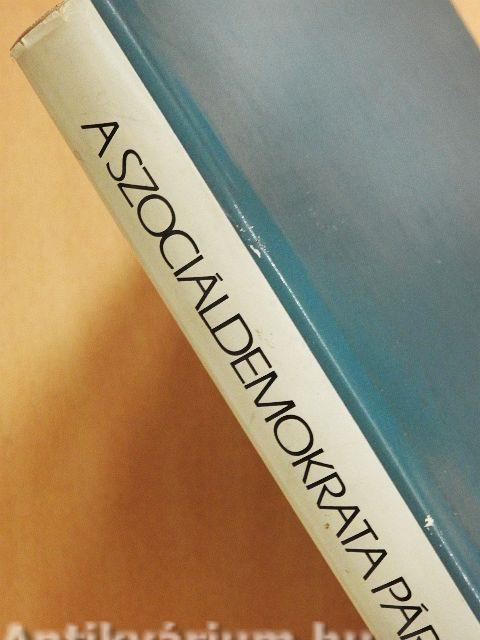 A SZOCIÁLDEMOKRATA PÁR
Antikvárium.hu